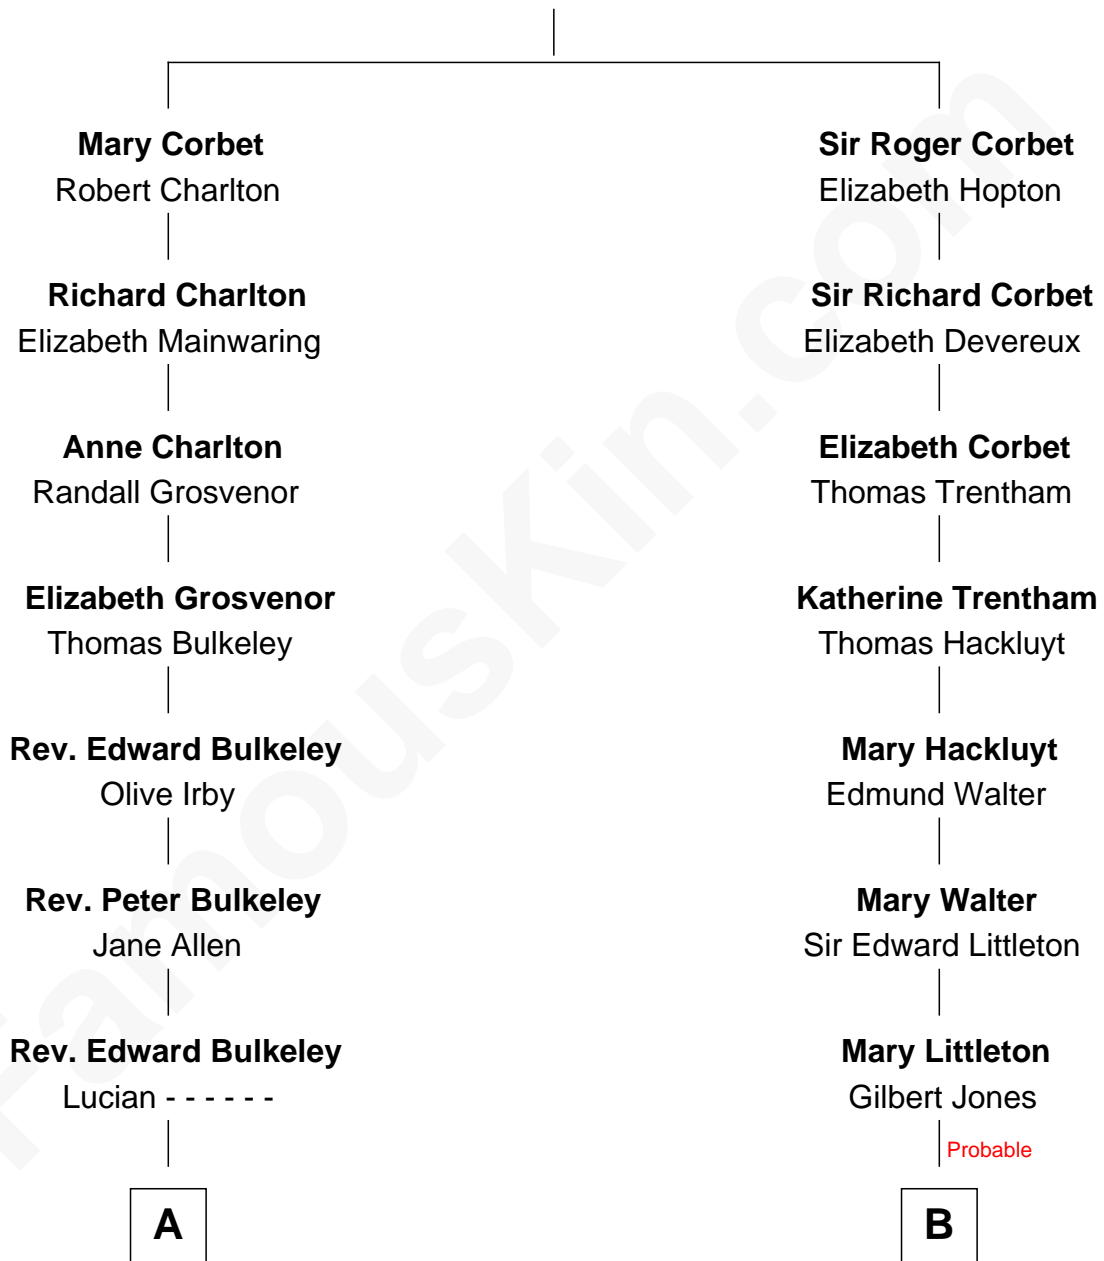 Mary Corbet
Robert Charlton
Richard Charlton
Elizabeth Mainwaring
Anne Charlton
Randall Grosvenor
Elizabeth Grosvenor
Thomas Bulkeley
Rev. Edward Bulkeley
Olive Irby
Rev. Peter Bulkeley
Jane Allen
Rev. Edward Bulkeley
Lucian - - - - - -
A
Sir Roger Corbet
Elizabeth Hopton
Sir Richard Corbet
Elizabeth Devereux
Elizabeth Corbet
Thomas Trentham
Katherine Trentham
Thomas Hackluyt
Mary Hackluyt
Edmund Walter
Mary Walter
Sir Edward Littleton
Mary Littleton
Gilbert Jones
Probable
B
FamousKin.com